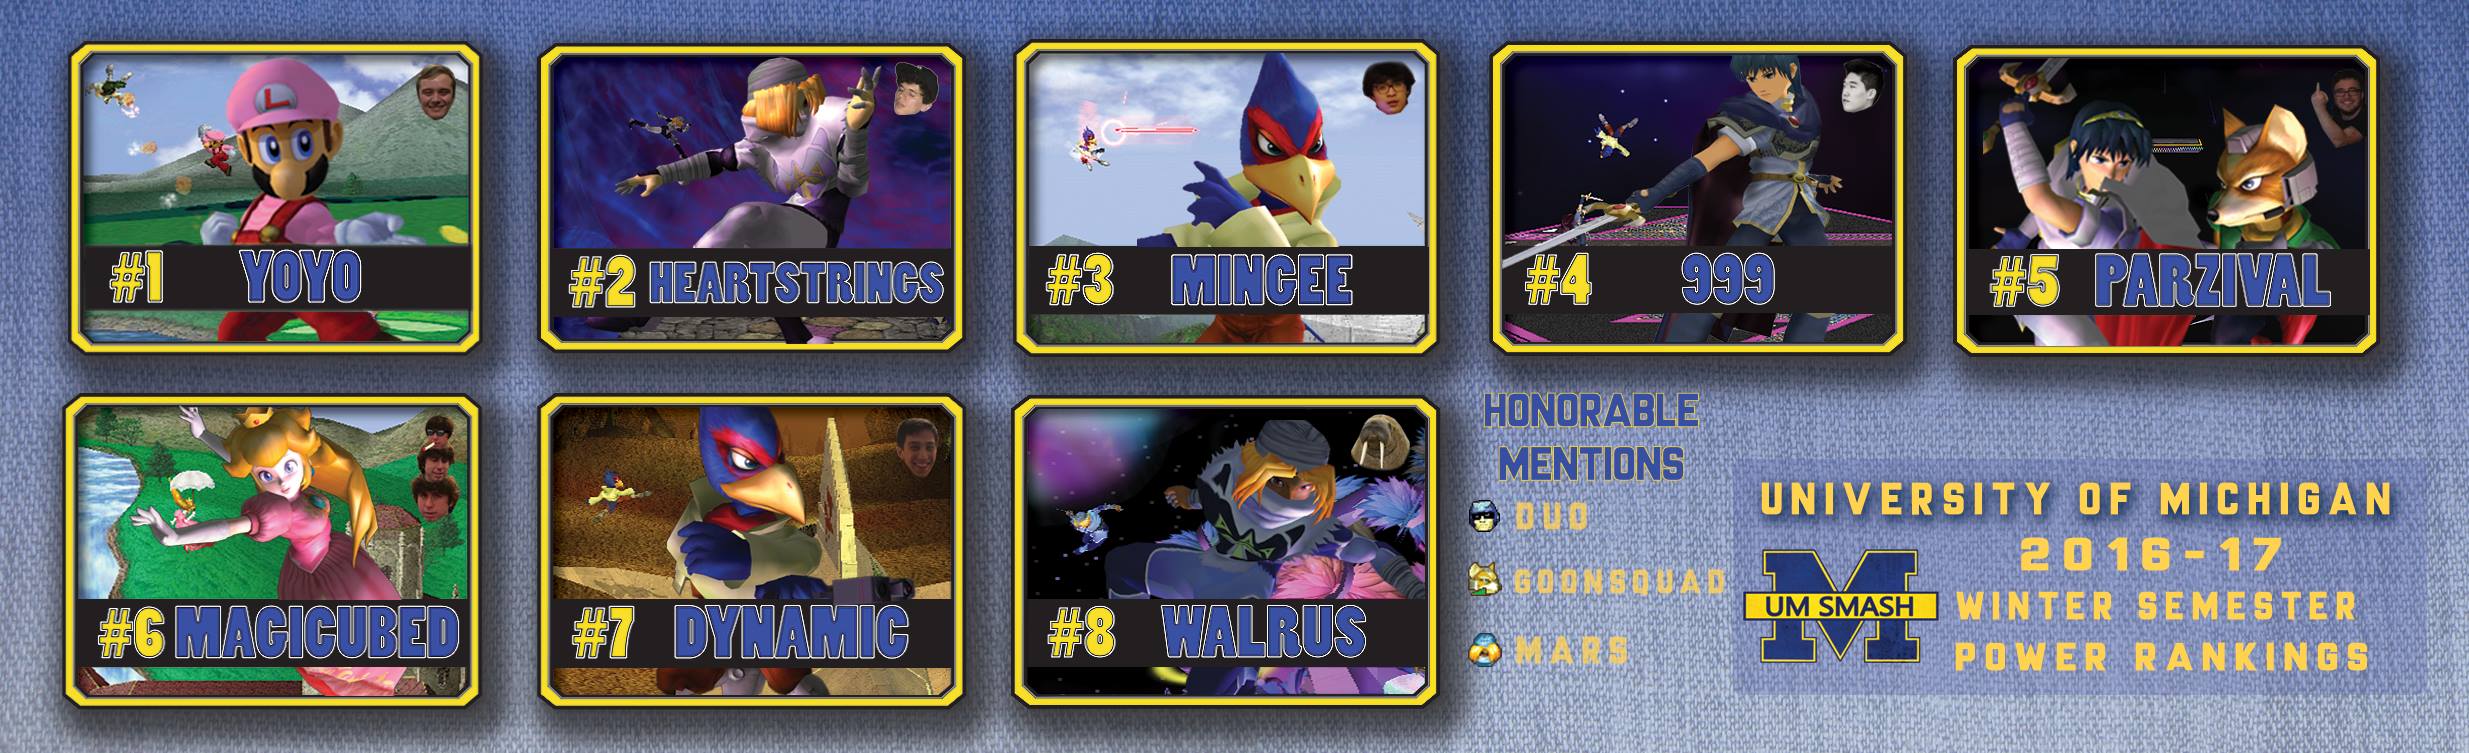 #1 YOYO
#2 HEARTSTRINGS
#3 MINGEE
#4 999
#5 PARZIVAL
#6 MAGICUBED
#7 DYNAMIC
#8 WALRUS
HONORABLE
MENTIONS
DUO
GOONSQUAD
MARS
UNIVERSITY OF MICHIGAN
2016-17
WINTER SEMESTER
POWER RANKINGS
UM SMASH
L